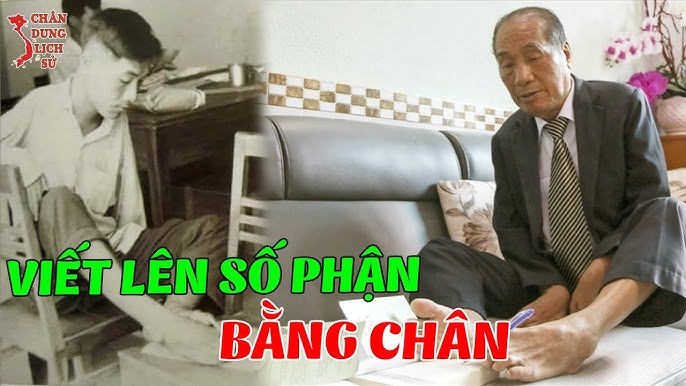 CHÂN
DUNG
LỊCH
SỬ
VIẾT LÊN SỐ PHẬN
BẰNG CHÂN